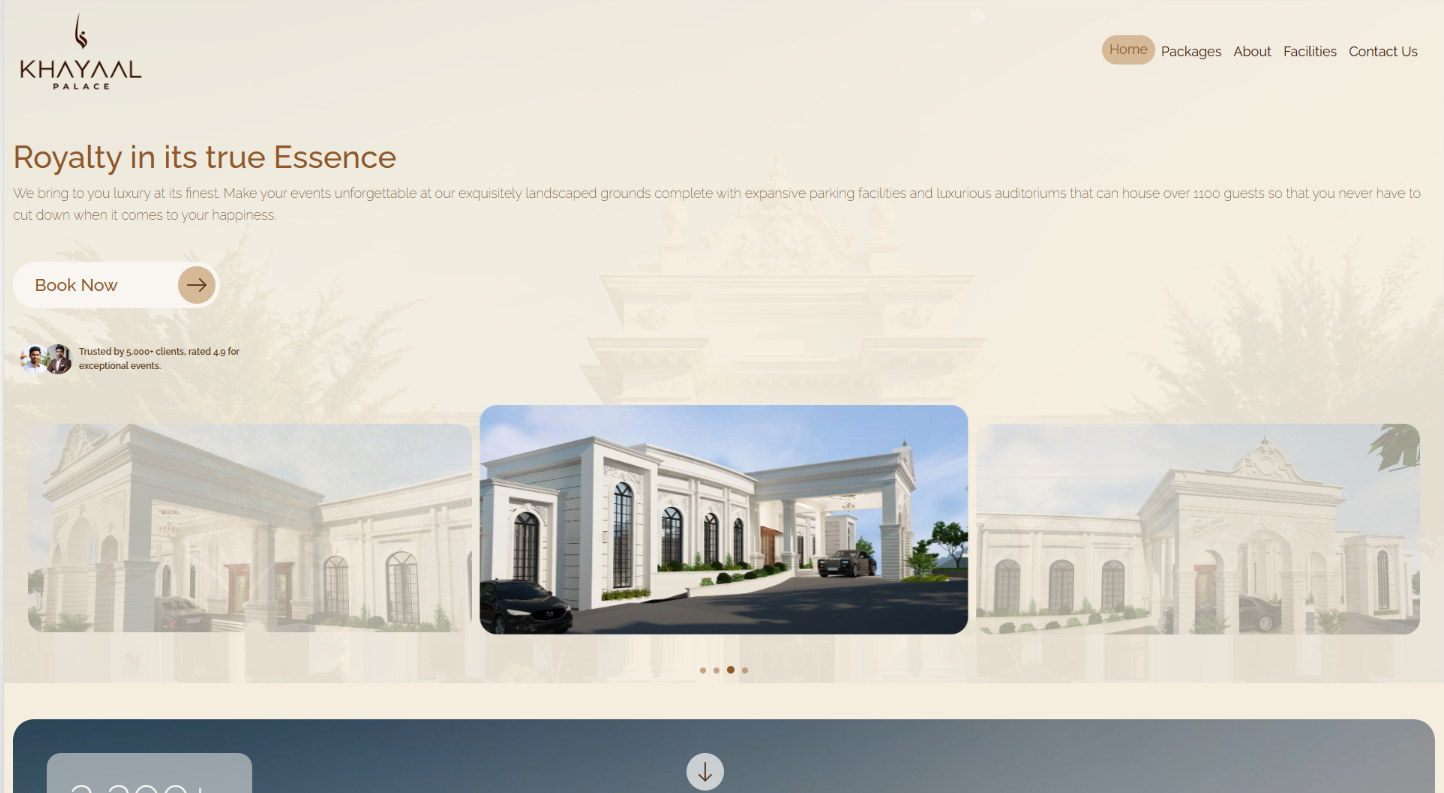 KHAYAAL
PALACE
Home Packages About Facilities Contact Us
Royalty in its true Essence
We bring to you luxury at its finest. Make your events unforgettable at our exquisitely landscaped grounds complete with expansive parking facilities and luxurious auditoriums that can house over 1100 guests so that you never have to
cut down when it comes to your happiness.
Book Now
Trusted by 5,000+ clients, rated 4.9 for
exceptional events.